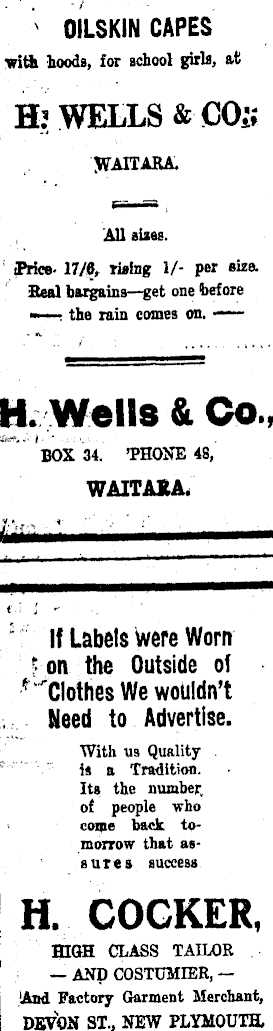 OILSKIN CAPES
with hoods, for school girls, at
H. WELLS & CO.,
WAITARA.
All sizes.
Price 17/6, rising 1/- per size.
Real bargains—get one before
— the rain comes on. —
H. Wells & Co.,
BOX 34. 'PHONE 48,
WAITARA.
If Labels Were Worn
on the Outside of
Clothes We wouldn't
Need to Advertise.
With us Quality
is a Tradition.
Its the number
of people who
come back to-
morrow that as-
sures success
H. COCKER,
HIGH CLASS TAILOR
— AND COSTUMIER, —
And Factory Garment Merchant,
DEVON ST., NEW PLYMOUTH.